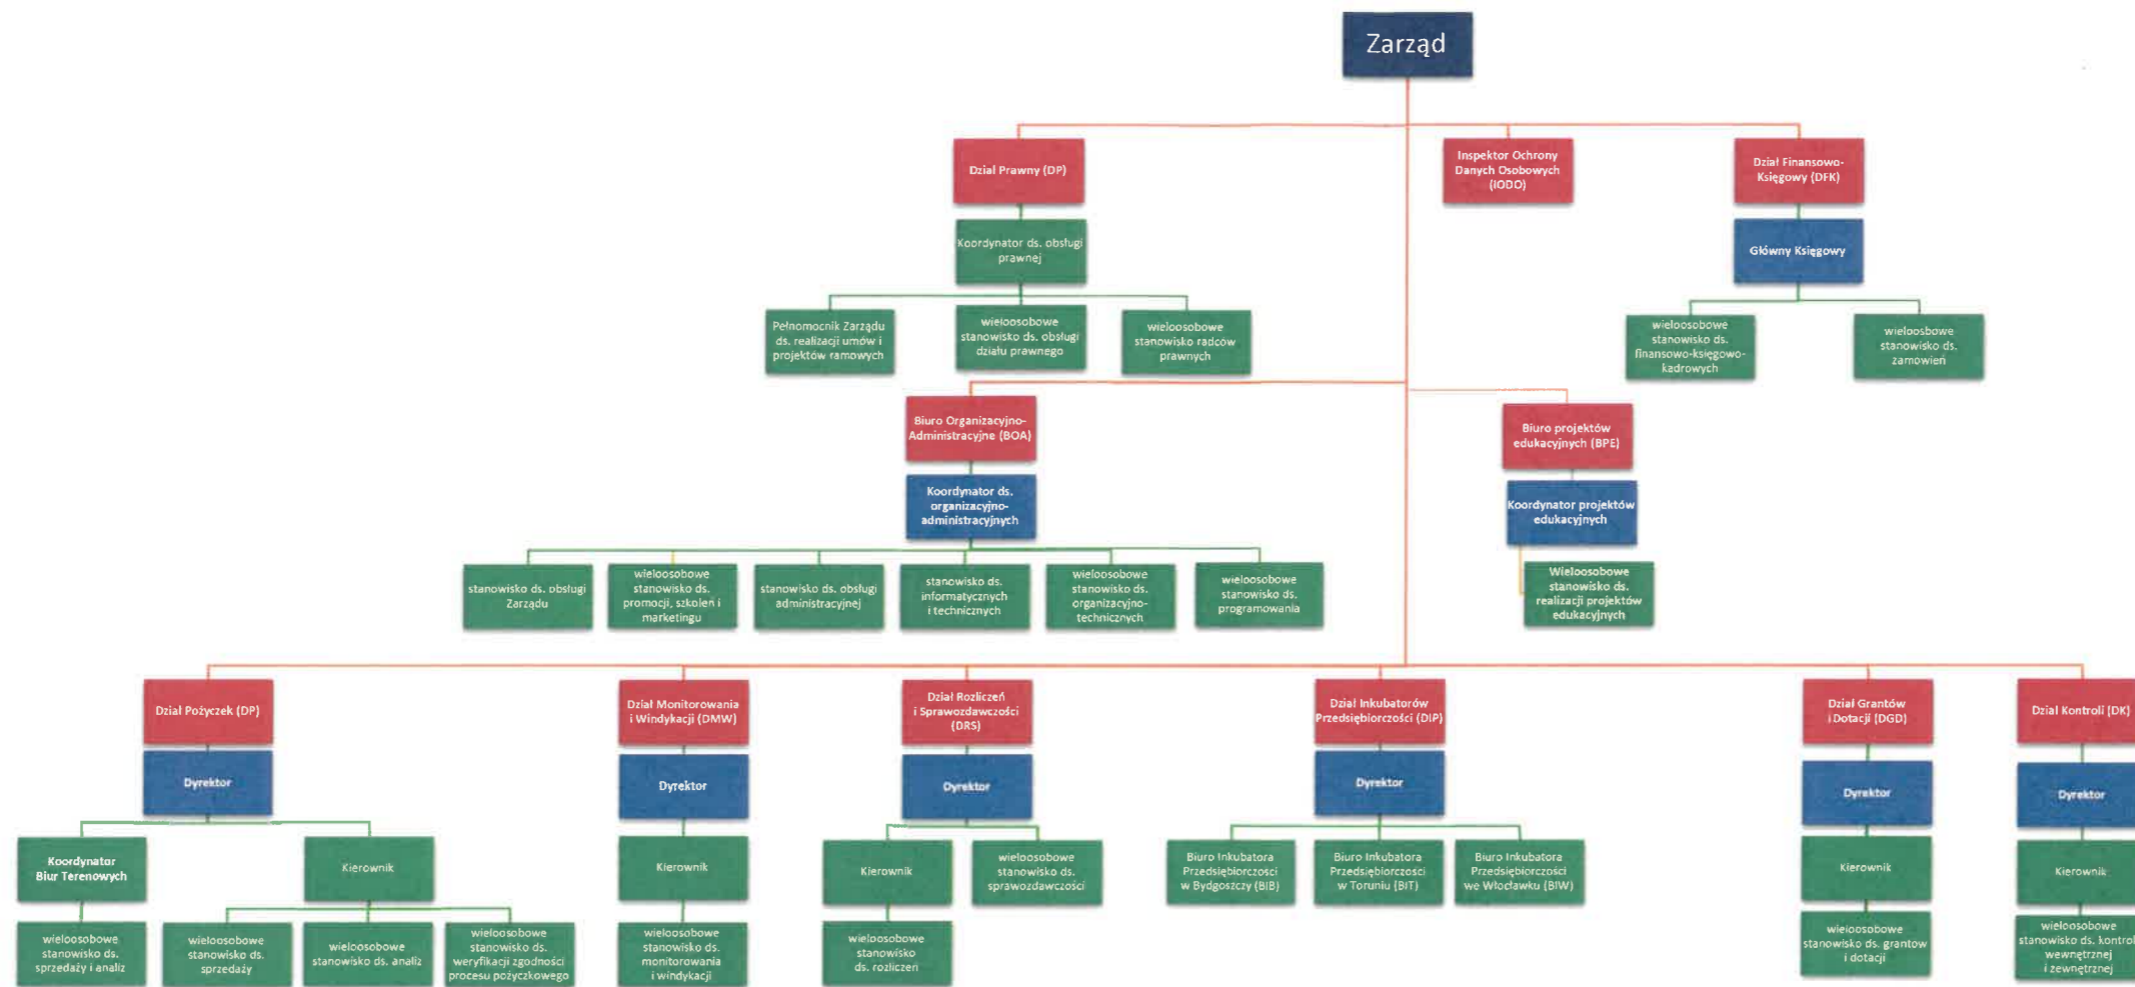 Zarząd
Dział Prawny (DP)
Inspektor Ochrony
Danych Osobowych
(IODO)
Dział Finansowo-
Księgowy (DFK)
Koordynator ds. obsługi
prawnej
Główny Księgowy
Pełnomocnik Zarządu
ds. realizacji umów i
projektów ramowych
wieloosobowe
stanowisko ds. obsługi
działu prawnego
wieloosobowe
stanowisko radców
prawnych
wieloosobowe
stanowisko ds.
finansowo-księgowo-
kadrowych
wieloosbowe
stanowisko ds.
zamowień
Biuro Organizacyjno-
Administracyjne (BOA)
Biuro projektów
edukacyjnych (BPE)
Koordynator ds.
organizacyjno-
administracyjnych
Koordynator projektów
edukacyjnych
stanowisko ds. obsługi
Zarządu
wieloosobowe
stanowisko ds.
promocji, szkoleń i
marketingu
stanowisko ds. obsługi
administracyjnej
stanowisko ds.
informatycznych
i technicznych
wieloosobowe
stanowisko ds.
organizacyjno-
technicznych
wieloosobowe
stanowisko ds.
programowania
Wieloosobowe
stanowisko ds.
realizacji projektów
edukacyjnych
Dział Pożyczek (DP)
Dział Monitorowania
i Windykacji (DMW)
Dział Rozliczeń
i Sprawozdawczości
(DRS)
Dział Inkubatorów
Przedsiębiorczości (DIP)
Dział Grantów
i Dotacji (DGD)
Dział Kontroli (DK)
Dyrektor
Dyrektor
Dyrektor
Dyrektor
Dyrektor
Dyrektor
Koordynator
Biur Terenowych
Kierownik
Kierownik
Kierownik
wieloosobowe
stanowisko ds.
sprawozdawczości
Biuro Inkubatora
Przedsiębiorczości
w Bydgoszczy (BIB)
Biuro Inkubatora
Przedsiębiorczości
w Toruniu (BIT)
Biuro Inkubatora
Przedsiębiorczości
we Włocławku (BIW)
Kierownik
Kierownik
wieloosobowe
stanowisko ds.
sprzedaży i analiz
wieloosobowe
stanowisko ds.
sprzedaży
wieloosobowe
stanowisko ds. analiz
wieloosobowe
stanowisko ds.
weryfikacji zgodności
procesu pożyczkowego
wieloosobowe
stanowisko ds.
monitorowania
i windykacji
wieloosobowe
stanowisko
ds. rozliczeń
wieloosobowe
stanowisko ds. grantow
i dotacji
wieloosobowe
stanowisko ds. kontroli
wewnętrznej
i zewnętrznej